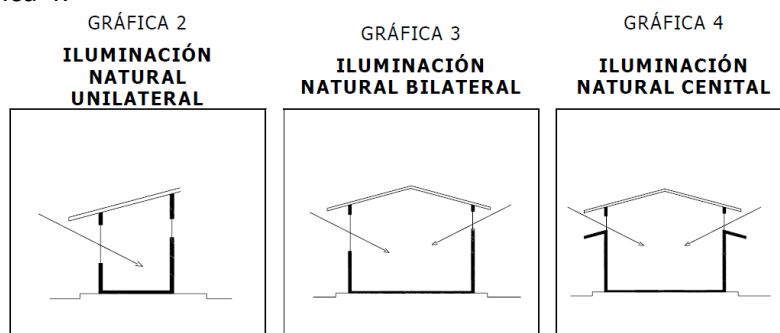 GRÁFICA 2
ILUMINACIÓN
NATURAL
UNILATERAL
GRÁFICA 3
ILUMINACIÓN
NATURAL BILATERAL
GRÁFICA 4
ILUMINACIÓN
NATURAL CENITAL